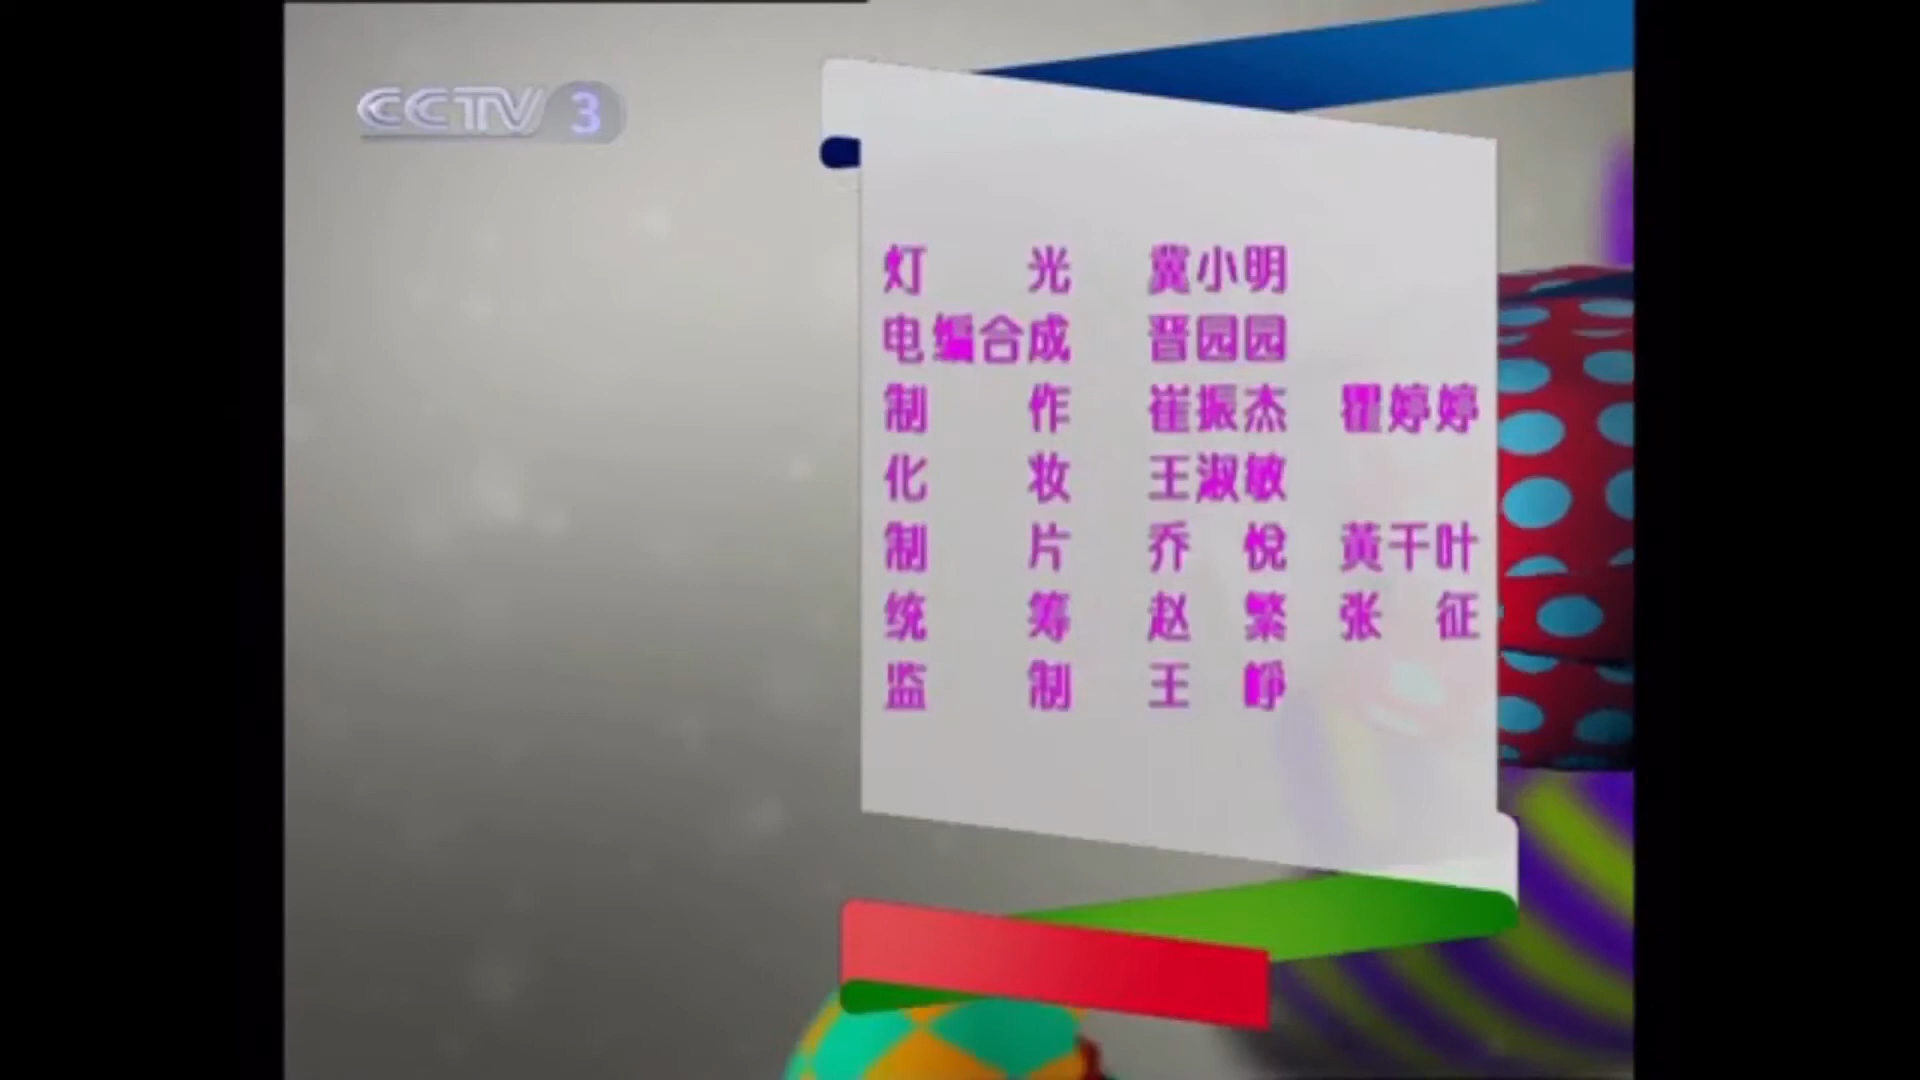 CCTV 3
灯 光 冀小明
电编合成 晋园园
制 作 崔振杰 瞿婷婷
化 妆 王淑敏
制 片 乔 悦 黄千叶
统 筹 赵 繁 张 征
监 制 王 峥